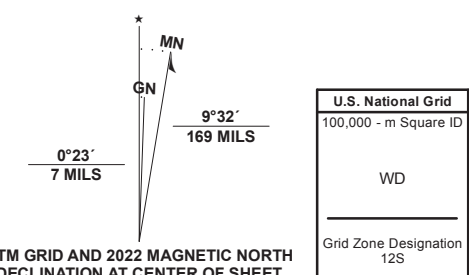 ★
MN
GN
9°32´
169 MILS
0°23´
7 MILS
TM GRID AND 2022 MAGNETIC NORTH
DECLINATION AT CENTER OF SHEET
U.S. National Grid
100,000 - m Square ID
WD
Grid Zone Designation
12S